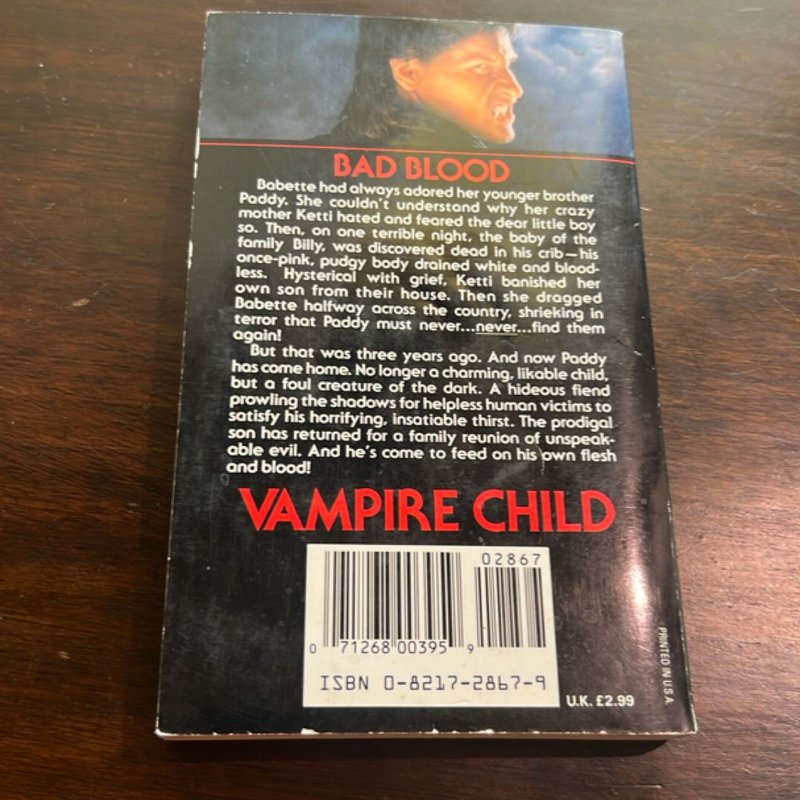 BAD BLOOD
Babette had always adored her younger brother
Paddy. She couldn't understand why her crazy
mother Ketti hated and feared the dear little boy
so. Then, on one terrible night, the baby of the
family Billy, was discovered dead in his crib—his
once-pink, pudgy body drained white and blood-
less. Hysterical with grief, Ketti banished her
own son from their house. Then she dragged
Babette halfway across the country, shrieking in
terror that Paddy must never...never...find them
again!
But that was three years ago. And now Paddy
has come home. No longer a charming, likable child,
but a foul creature of the dark. A hideous fiend
prowling the shadows for helpless human victims to
satisfy his horrifying, insatiable thirst. The prodigal
son has returned for a family reunion of unspeak-
able evil. And he's come to feed on his own flesh
and blood!
VAMPIRE CHILD
02867
0 71268 00395 9
ISBN 0-8217-2867-9
U.K. £2.99
PRINTED IN U.S.A.